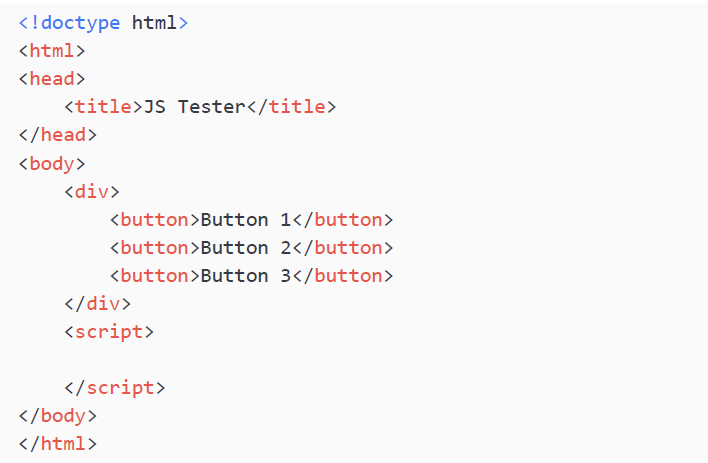 <!doctype html>
<html>
<head>
    <title>JS Tester</title>
</head>
<body>
    <div>
        <button>Button 1</button>
        <button>Button 2</button>
        <button>Button 3</button>
    </div>
    <script>

    </script>
</body>
</html>